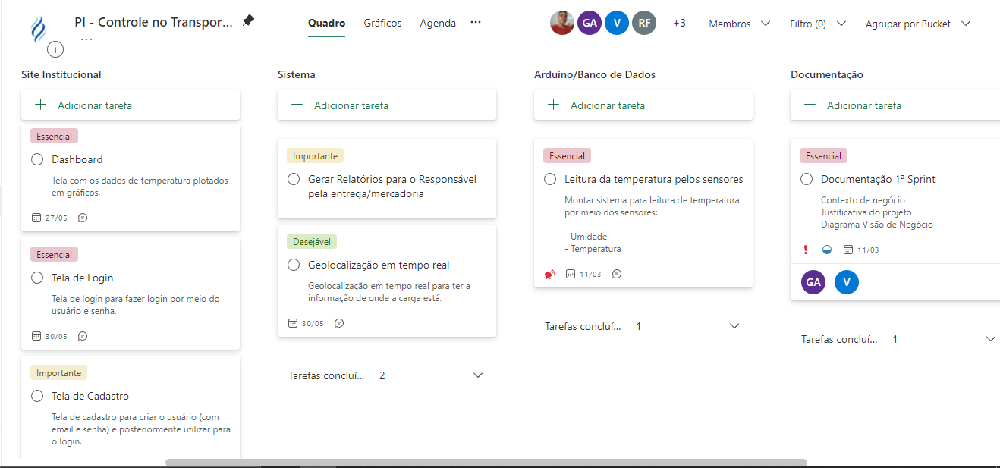 PI - Controle no Transpor...
...
i
Quadro
Gráficos
Agenda
...
GA
V
RF
+3
Membros
Filtro (0)
Agrupar por Bucket
Site Institucional
Adicionar tarefa
Essencial
Dashboard
Tela com os dados de temperatura plotados
em gráficos.
27/05
Essencial
Tela de Login
Tela de login para fazer login por meio do
usuário e senha.
30/05
Importante
Tela de Cadastro
Tela de cadastro para criar o usuário (com
email e senha) e posteriormente utilizar para
o login.
Sistema
Adicionar tarefa
Importante
Gerar Relatórios para o Responsável
pela entrega/mercadoria
Desejável
Geolocalização em tempo real
Geolocalização em tempo real para ter a
informação de onde a carga está.
30/05
Tarefas concluí...
2
Arduino/Banco de Dados
Adicionar tarefa
Essencial
Leitura da temperatura pelos sensores
Montar sistema para leitura de temperatura
por meio dos sensores:
- Umidade
- Temperatura
11/03
Tarefas concluí...
1
Documentação
Adicionar tarefa
Essencial
Documentação 1ª Sprint
Contexto de negócio
Justificativa do projeto
Diagrama Visão de Negócio
11/03
GA
V
Tarefas concluí...
1